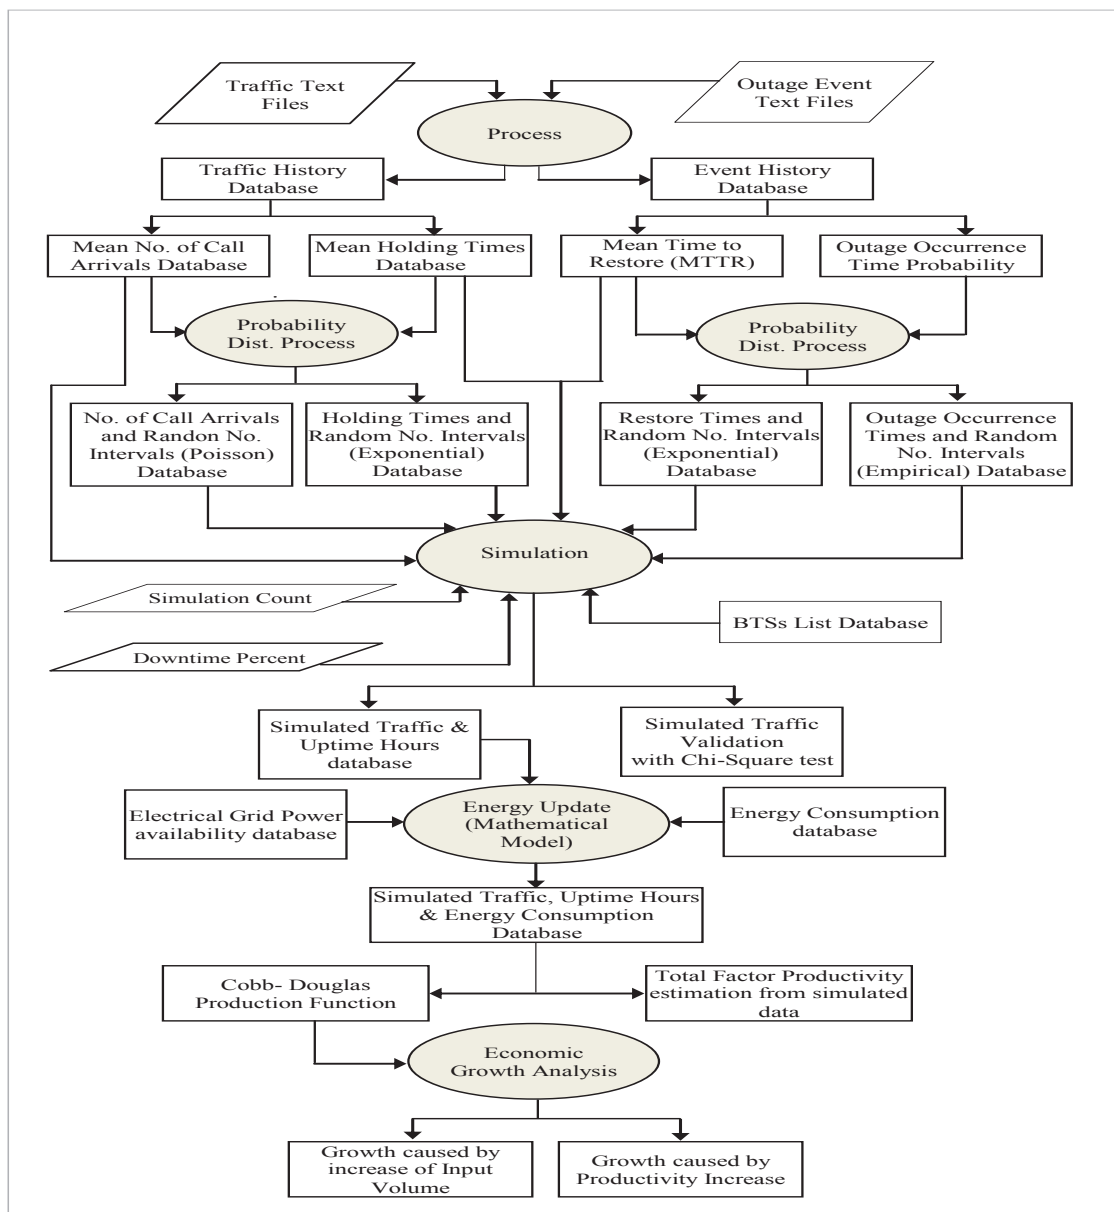 Traffic Text
Files
Outage Event
Text Files
Process
Traffic History
Database
Event History
Database
Mean No. of Call
Arrivals Database
Mean Holding Times
Database
Mean Time to
Restore (MTTR)
Outage Occurrence
Time Probability
Probability
Dist. Process
Probability
Dist. Process
No. of Call Arrivals
and Randon No.
Intervals (Poisson)
Database
Holding Times and
Random No. Intervals
(Exponential)
Database
Restore Times and
Random No. Intervals
(Exponential)
Database
Outage Occurrence
Times and Random
No. Intervals
(Empirical) Database
Simulation
Simulation Count
BTSs List Database
Downtime Percent
Simulated Traffic &
Uptime Hours
database
Simulated Traffic
Validation
with Chi-Square test
Electrical Grid Power
availability database
Energy Update
(Mathematical
Model)
Energy Consumption
database
Simulated Traffic, Uptime Hours
& Energy Consumption
Database
Cobb- Douglas
Production Function
Total Factor Productivity
estimation from simulated
data
Economic
Growth Analysis
Growth caused by
increase of Input
Volume
Growth caused by
Productivity Increase